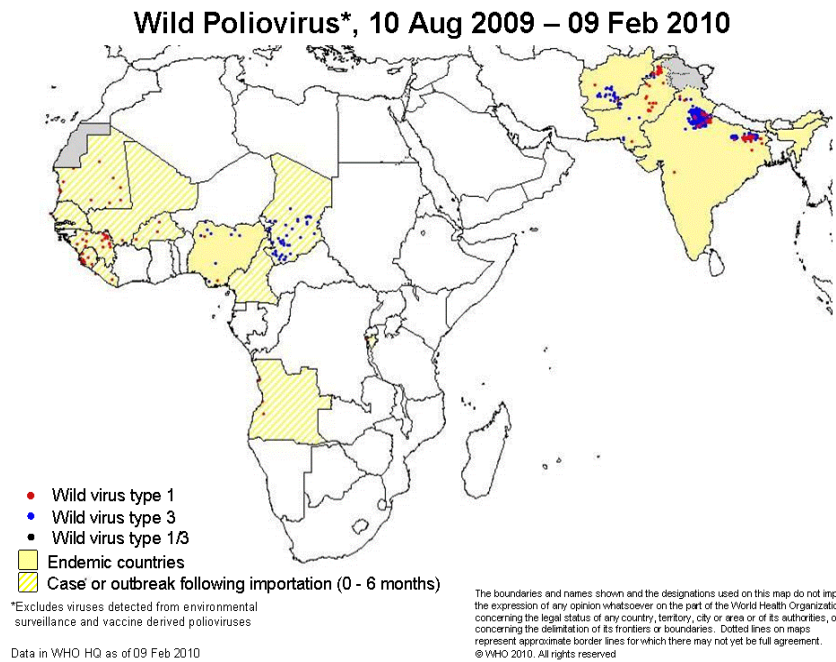 Wild Poliovirus*, 10 Aug 2009 – 09 Feb 2010
Wild virus type 1
Wild virus type 3
Wild virus type 1/3
Endemic countries
Case or outbreak following importation (0 - 6 months)
*Excludes viruses detected from environmental
surveillance and vaccine derived polioviruses
Data in WHO HQ as of 09 Feb 2010
The boundaries and names shown and the designations used on this map do not imp
the expression of any opinion whatsoever on the part of the World Health Organizatio
concerning the legal status of any country, territory, city or area or of its authorities, o
concerning the delimitation of its frontiers or boundaries. Dotted lines on maps
represent approximate border lines for which there may not yet be full agreement.
© WHO 2010. All rights reserved